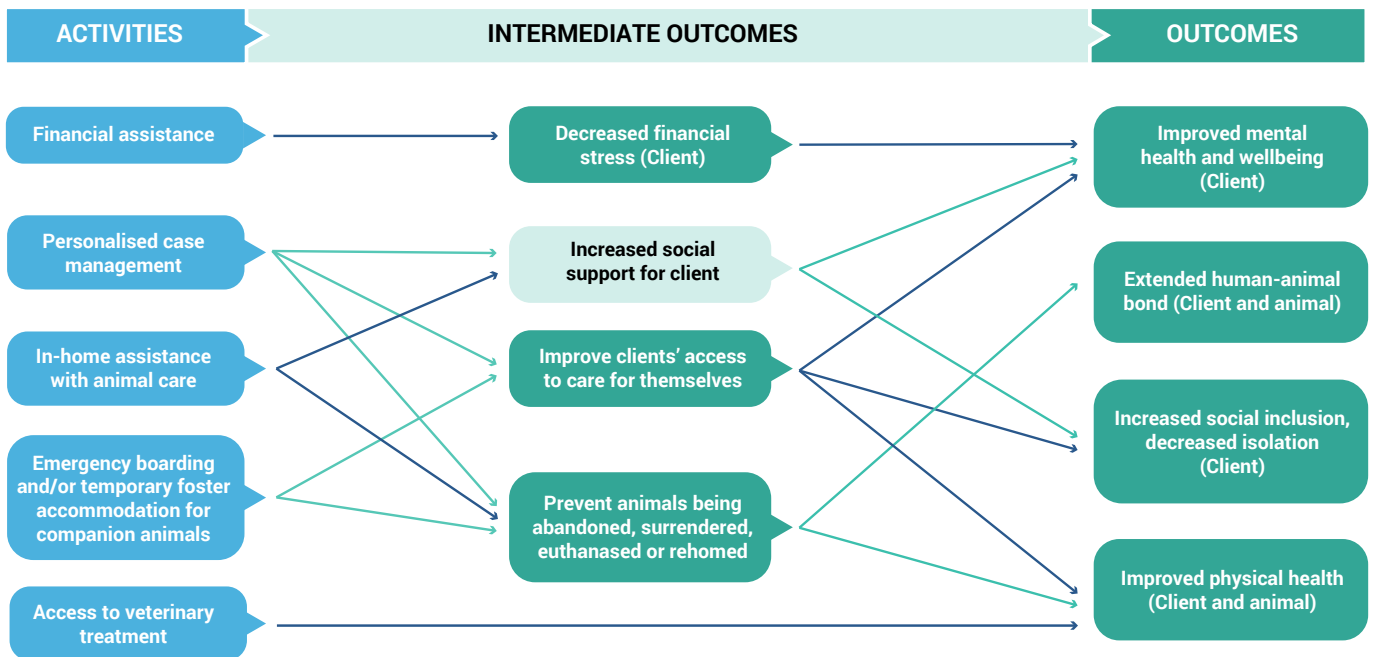 ACTIVITIES
INTERMEDIATE OUTCOMES
OUTCOMES
Financial assistance
Personalised case
management
In-home assistance
with animal care
Emergency boarding
and/or temporary foster
accommodation for
companion animals
Access to veterinary
treatment
Decreased financial
stress (Client)
Increased social
support for client
Improve clients’ access
to care for themselves
Prevent animals being
abandoned, surrendered,
euthanased or rehomed
Improved mental
health and wellbeing
(Client)
Extended human-animal
bond (Client and animal)
Increased social inclusion,
decreased isolation
(Client)
Improved physical health
(Client and animal)